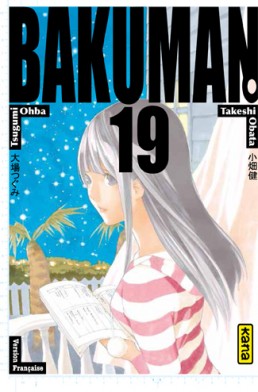 BAKUMAN。
19
Tsugumi Ohba
大場つぐみ
Takeshi Obata
小畑健
Version Française
KANA